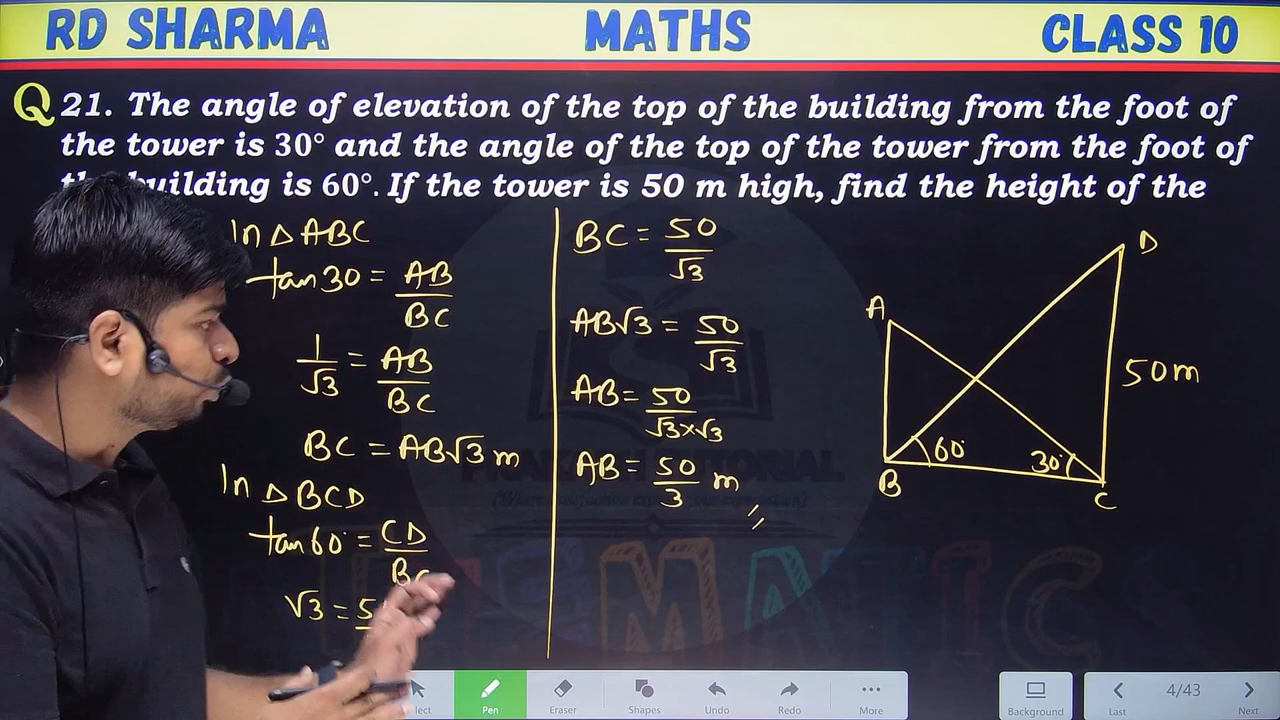 RD SHARMA MATHS CLASS 10
Q 21. The angle of elevation of the top of the building from the foot of
the tower is 30° and the angle of the top of the tower from the foot of
building is 60°. If the tower is 50 m high, find the height of the
In △ ABC
tan30 = AB/BC
1/√3 = AB/BC
BC = AB√3 m
In △ BCD
tan60° = CD/BC
√3 =
BC = 50/√3
AB√3 = 50/√3
AB = 50/√3×√3
AB = 50/3 m
D
A
50m
60°
30°
B
C
Pen
Eraser
Shapes
Undo
Redo
More
Background
Last
4/43
Next